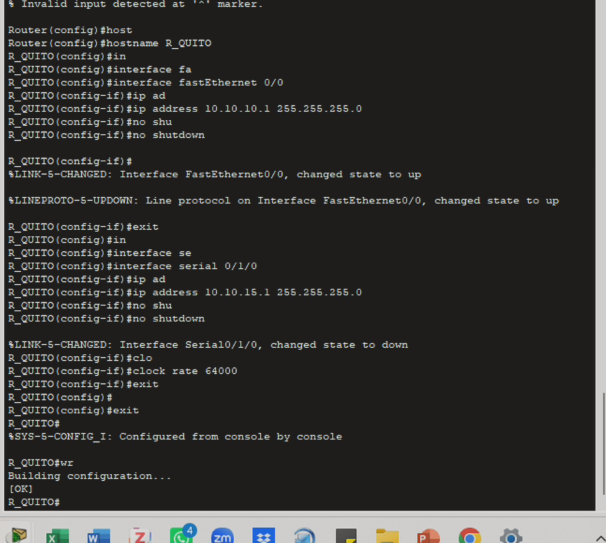 % Invalid input detected at '^' marker.
Router(config)#host
Router(config)#hostname R_QUITO
R_QUITO(config)#in
R_QUITO(config)#interface fa
R_QUITO(config)#interface fastEthernet 0/0
R_QUITO(config-if)#ip ad
R_QUITO(config-if)#ip address 10.10.10.1 255.255.255.0
R_QUITO(config-if)#no shu
R_QUITO(config-if)#no shutdown
R_QUITO(config-if)#
%LINK-5-CHANGED: Interface FastEthernet0/0, changed state to up
%LINEPROTO-5-UPDOWN: Line protocol on Interface FastEthernet0/0, changed state to up
R_QUITO(config-if)#exit
R_QUITO(config)#in
R_QUITO(config)#interface se
R_QUITO(config)#interface serial 0/1/0
R_QUITO(config-if)#ip ad
R_QUITO(config-if)#ip address 10.10.15.1 255.255.255.0
R_QUITO(config-if)#no shu
R_QUITO(config-if)#no shutdown
%LINK-5-CHANGED: Interface Serial0/1/0, changed state to down
R_QUITO(config-if)#clo
R_QUITO(config-if)#clock rate 64000
R_QUITO(config-if)#exit
R_QUITO(config)#
R_QUITO(config)#exit
R_QUITO#
%SYS-5-CONFIG_I: Configured from console by console
R_QUITO#wr
Building configuration...
[OK]
R_QUITO#
4
X W Z zm P